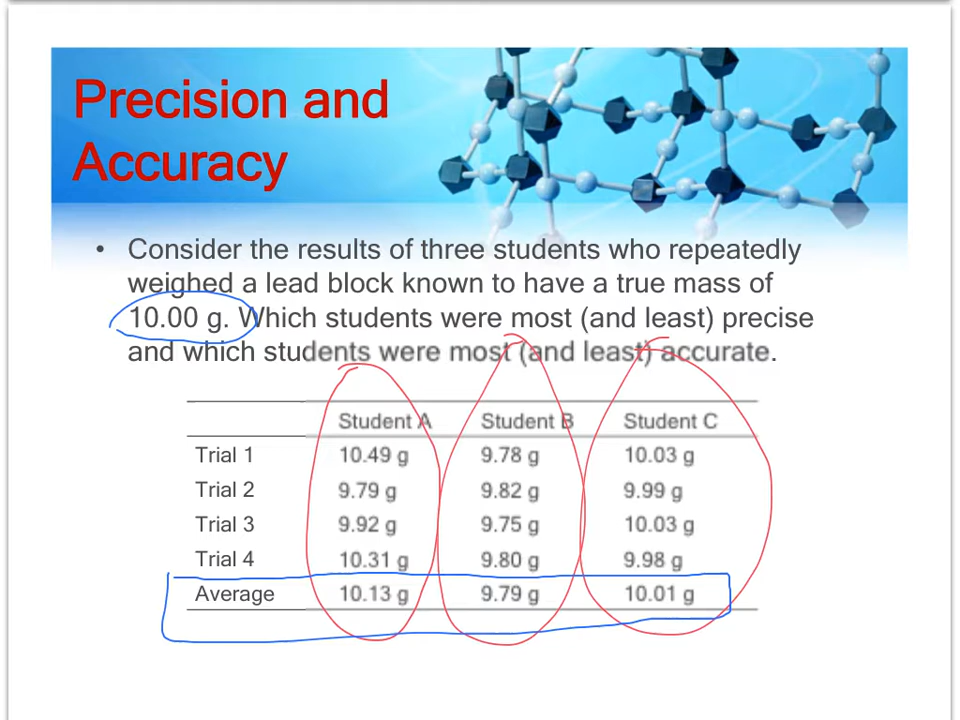 Precision and
Accuracy
• Consider the results of three students who repeatedly
weighed a lead block known to have a true mass of
10.00 g. Which students were most (and least) precise
and which students were most (and least) accurate.
Student A Student B Student C
Trial 1 10.49 g 9.78 g 10.03 g
Trial 2 9.79 g 9.82 g 9.99 g
Trial 3 9.92 g 9.75 g 10.03 g
Trial 4 10.31 g 9.80 g 9.98 g
Average 10.13 g 9.79 g 10.01 g